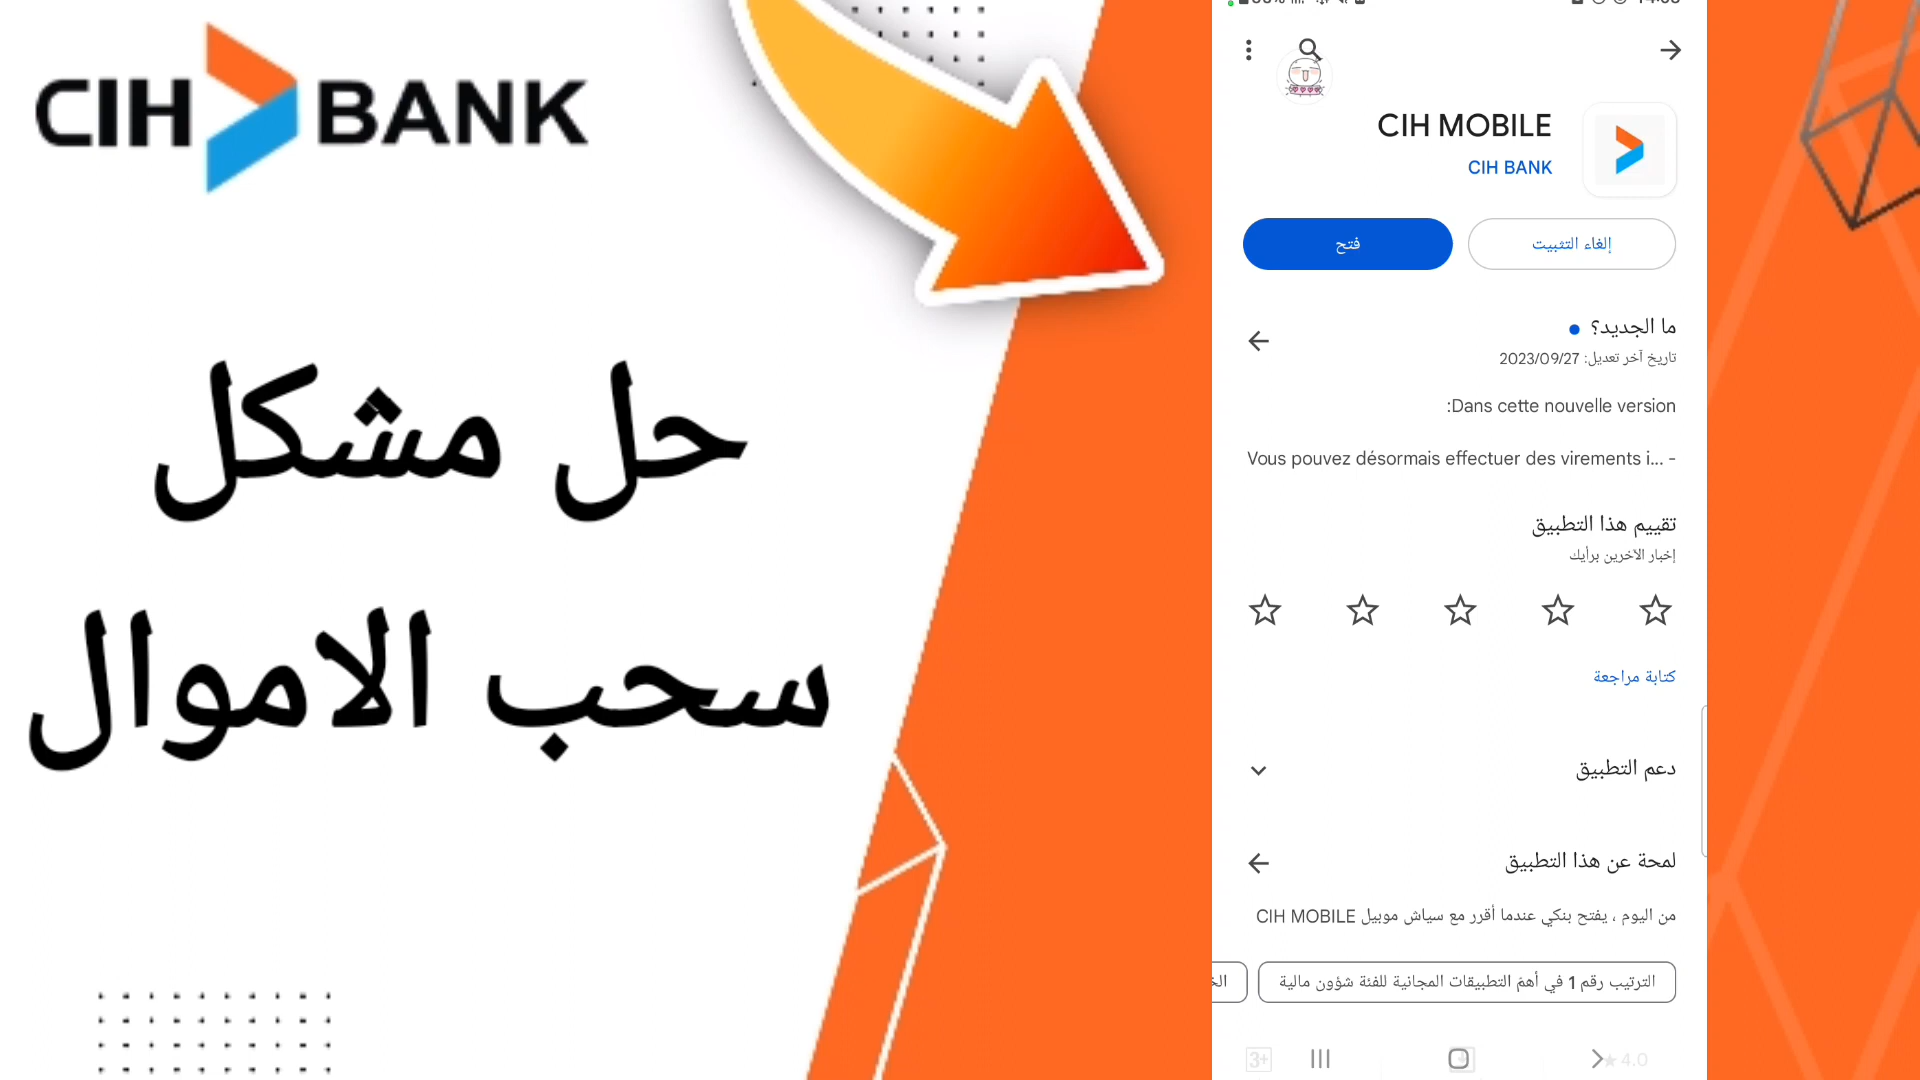 CIH BANK
حل مشكل
سحب الاموال
CIH MOBILE
CIH BANK
إلغاء التثبيت
فتح
ما الجديد؟
تاريخ آخر تعديل: 2023/09/27
Dans cette nouvelle version:
- Vous pouvez désormais effectuer des virements i...
تقييم هذا التطبيق
إخبار الآخرين برأيك
كتابة مراجعة
دعم التطبيق
لمحة عن هذا التطبيق
من اليوم ، يفتح بنكي عندما أقرر مع سياش موبيل CIH MOBILE
الترتيب رقم 1 في أهمّ التطبيقات المجانية للفئة شؤون مالية
4.0
3+